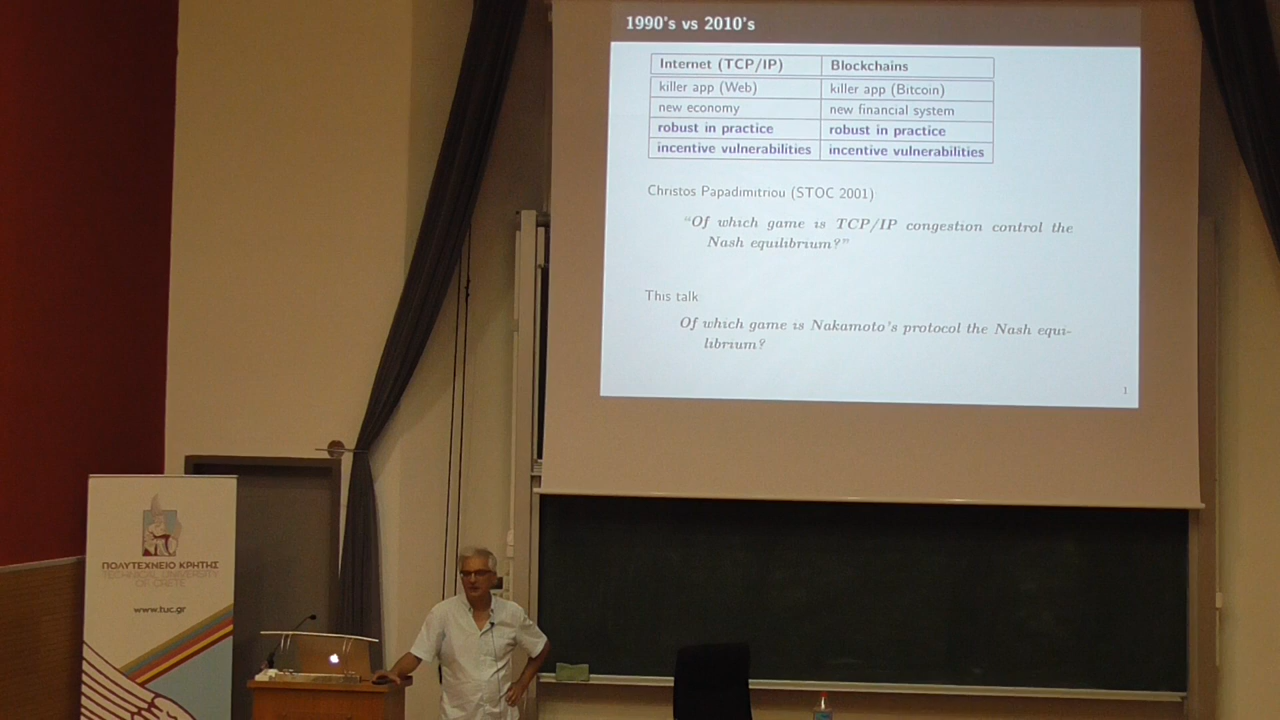 1990's vs 2010's
Internet (TCP/IP) Blockchains
killer app (Web) killer app (Bitcoin)
new economy new financial system
robust in practice robust in practice
incentive vulnerabilities incentive vulnerabilities
Christos Papadimitriou (STOC 2001)
“Of which game is TCP/IP congestion control the
Nash equilibrium?”
This talk
Of which game is Nakamoto's protocol the Nash equi-
librium?
1
ΠΟΛΥΤΕΧΝΕΙΟ ΚΡΗΤΗΣ
TECHNICAL UNIVERSITY
OF CRETE
www.tuc.gr